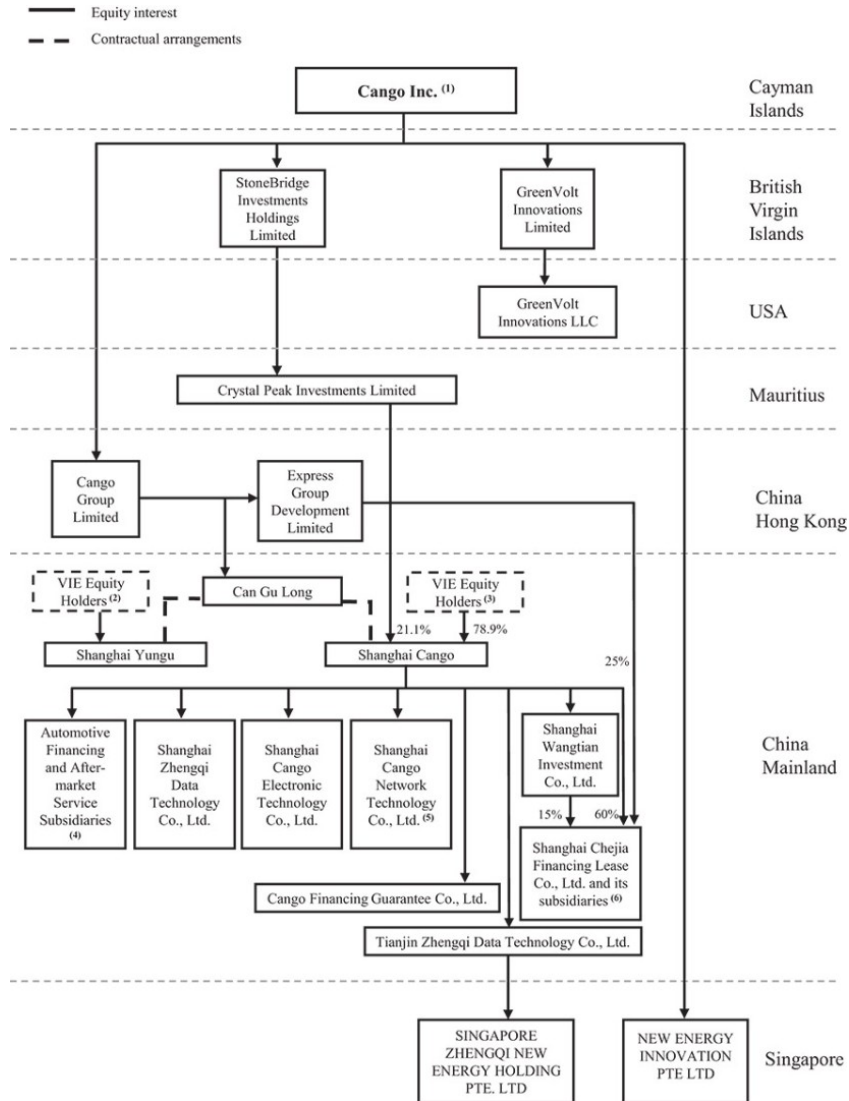 Equity interest
Contractual arrangements
Cango Inc. (1)
Cayman
Islands
StoneBridge
Investments
Holdings
Limited
GreenVolt
Innovations
Limited
British
Virgin
Islands
GreenVolt
Innovations LLC
USA
Crystal Peak Investments Limited
Mauritius
Cango
Group
Limited
Express
Group
Development
Limited
China
Hong Kong
VIE Equity
Holders (2)
Can Gu Long
VIE Equity
Holders (3)
21.1%
78.9%
Shanghai Yungu
Shanghai Cango
25%
Automotive
Financing
and After-
market
Service
Subsidiaries
(4)
Shanghai
Zhengqi
Data
Technology
Co., Ltd.
Shanghai
Cango
Electronic
Technology
Co., Ltd.
Shanghai
Cango
Network
Technology
Co., Ltd. (5)
Shanghai
Wangtian
Investment
Co., Ltd.
China
Mainland
15%
60%
Shanghai Chejia
Financing Lease
Co., Ltd. and its
subsidiaries (6)
Cango Financing Guarantee Co., Ltd.
Tianjin Zhengqi Data Technology Co., Ltd.
SINGAPORE
ZHENGQI NEW
ENERGY HOLDING
PTE. LTD
NEW ENERGY
INNOVATION
PTE LTD
Singapore